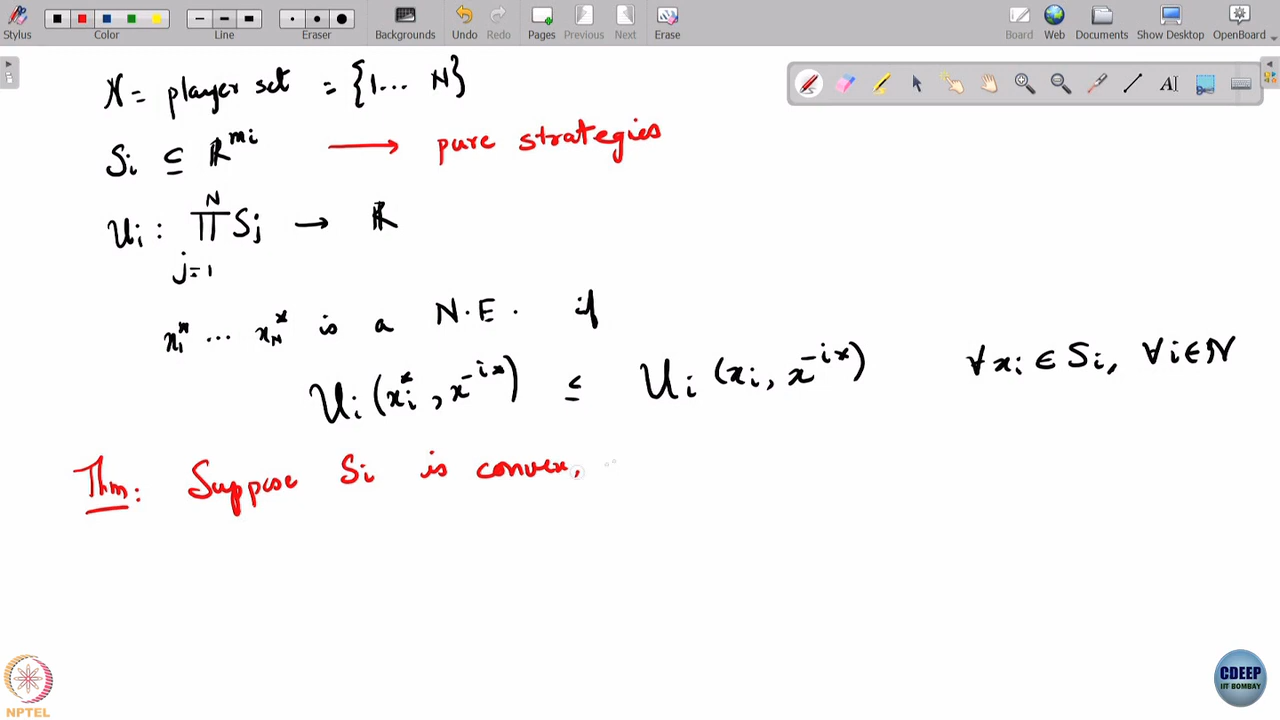 Stylus Color Line Eraser Backgrounds Undo Redo Pages Previous Next Erase Board Web Documents Show Desktop OpenBoard
N = player set = {1... N}
Si ⊆ ℝ^mi → pure strategies
Ui : ∏_{j=1}^{N} Sj → ℝ
x1* ... xN* is a N.E. if
Ui (xi*, x^-i*) ≤ Ui (xi, x^-i*) ∀xi ∈ Si, ∀i∈N
Thm: Suppose Si is convex,
NPTEL
CDEEP
IIT BOMBAY